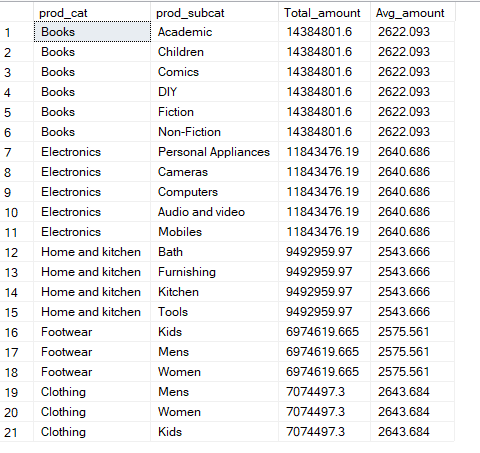 prod_cat prod_subcat Total_amount Avg_amount
1 Books Academic 14384801.6 2622.093
2 Books Children 14384801.6 2622.093
3 Books Comics 14384801.6 2622.093
4 Books DIY 14384801.6 2622.093
5 Books Fiction 14384801.6 2622.093
6 Books Non-Fiction 14384801.6 2622.093
7 Electronics Personal Appliances 11843476.19 2640.686
8 Electronics Cameras 11843476.19 2640.686
9 Electronics Computers 11843476.19 2640.686
10 Electronics Audio and video 11843476.19 2640.686
11 Electronics Mobiles 11843476.19 2640.686
12 Home and kitchen Bath 9492959.97 2543.666
13 Home and kitchen Furnishing 9492959.97 2543.666
14 Home and kitchen Kitchen 9492959.97 2543.666
15 Home and kitchen Tools 9492959.97 2543.666
16 Footwear Kids 6974619.665 2575.561
17 Footwear Mens 6974619.665 2575.561
18 Footwear Women 6974619.665 2575.561
19 Clothing Mens 7074497.3 2643.684
20 Clothing Women 7074497.3 2643.684
21 Clothing Kids 7074497.3 2643.684